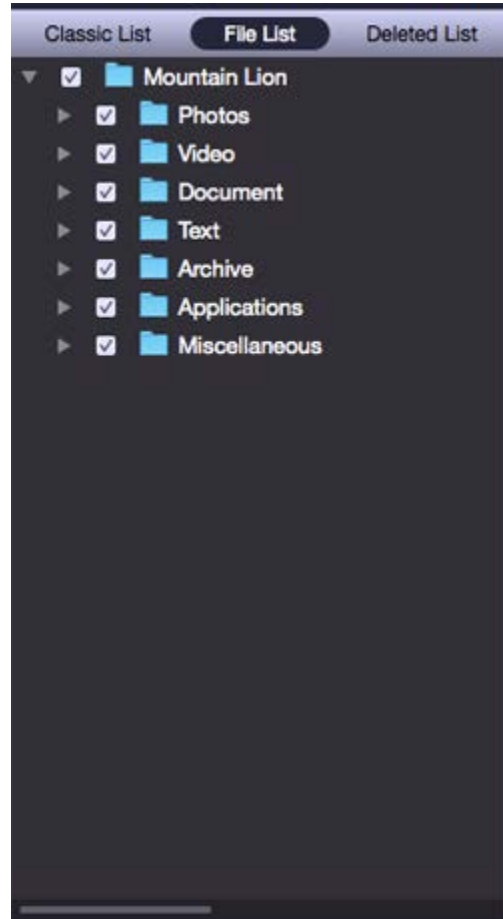 Classic List File List Deleted List
Mountain Lion
Photos
Video
Document
Text
Archive
Applications
Miscellaneous